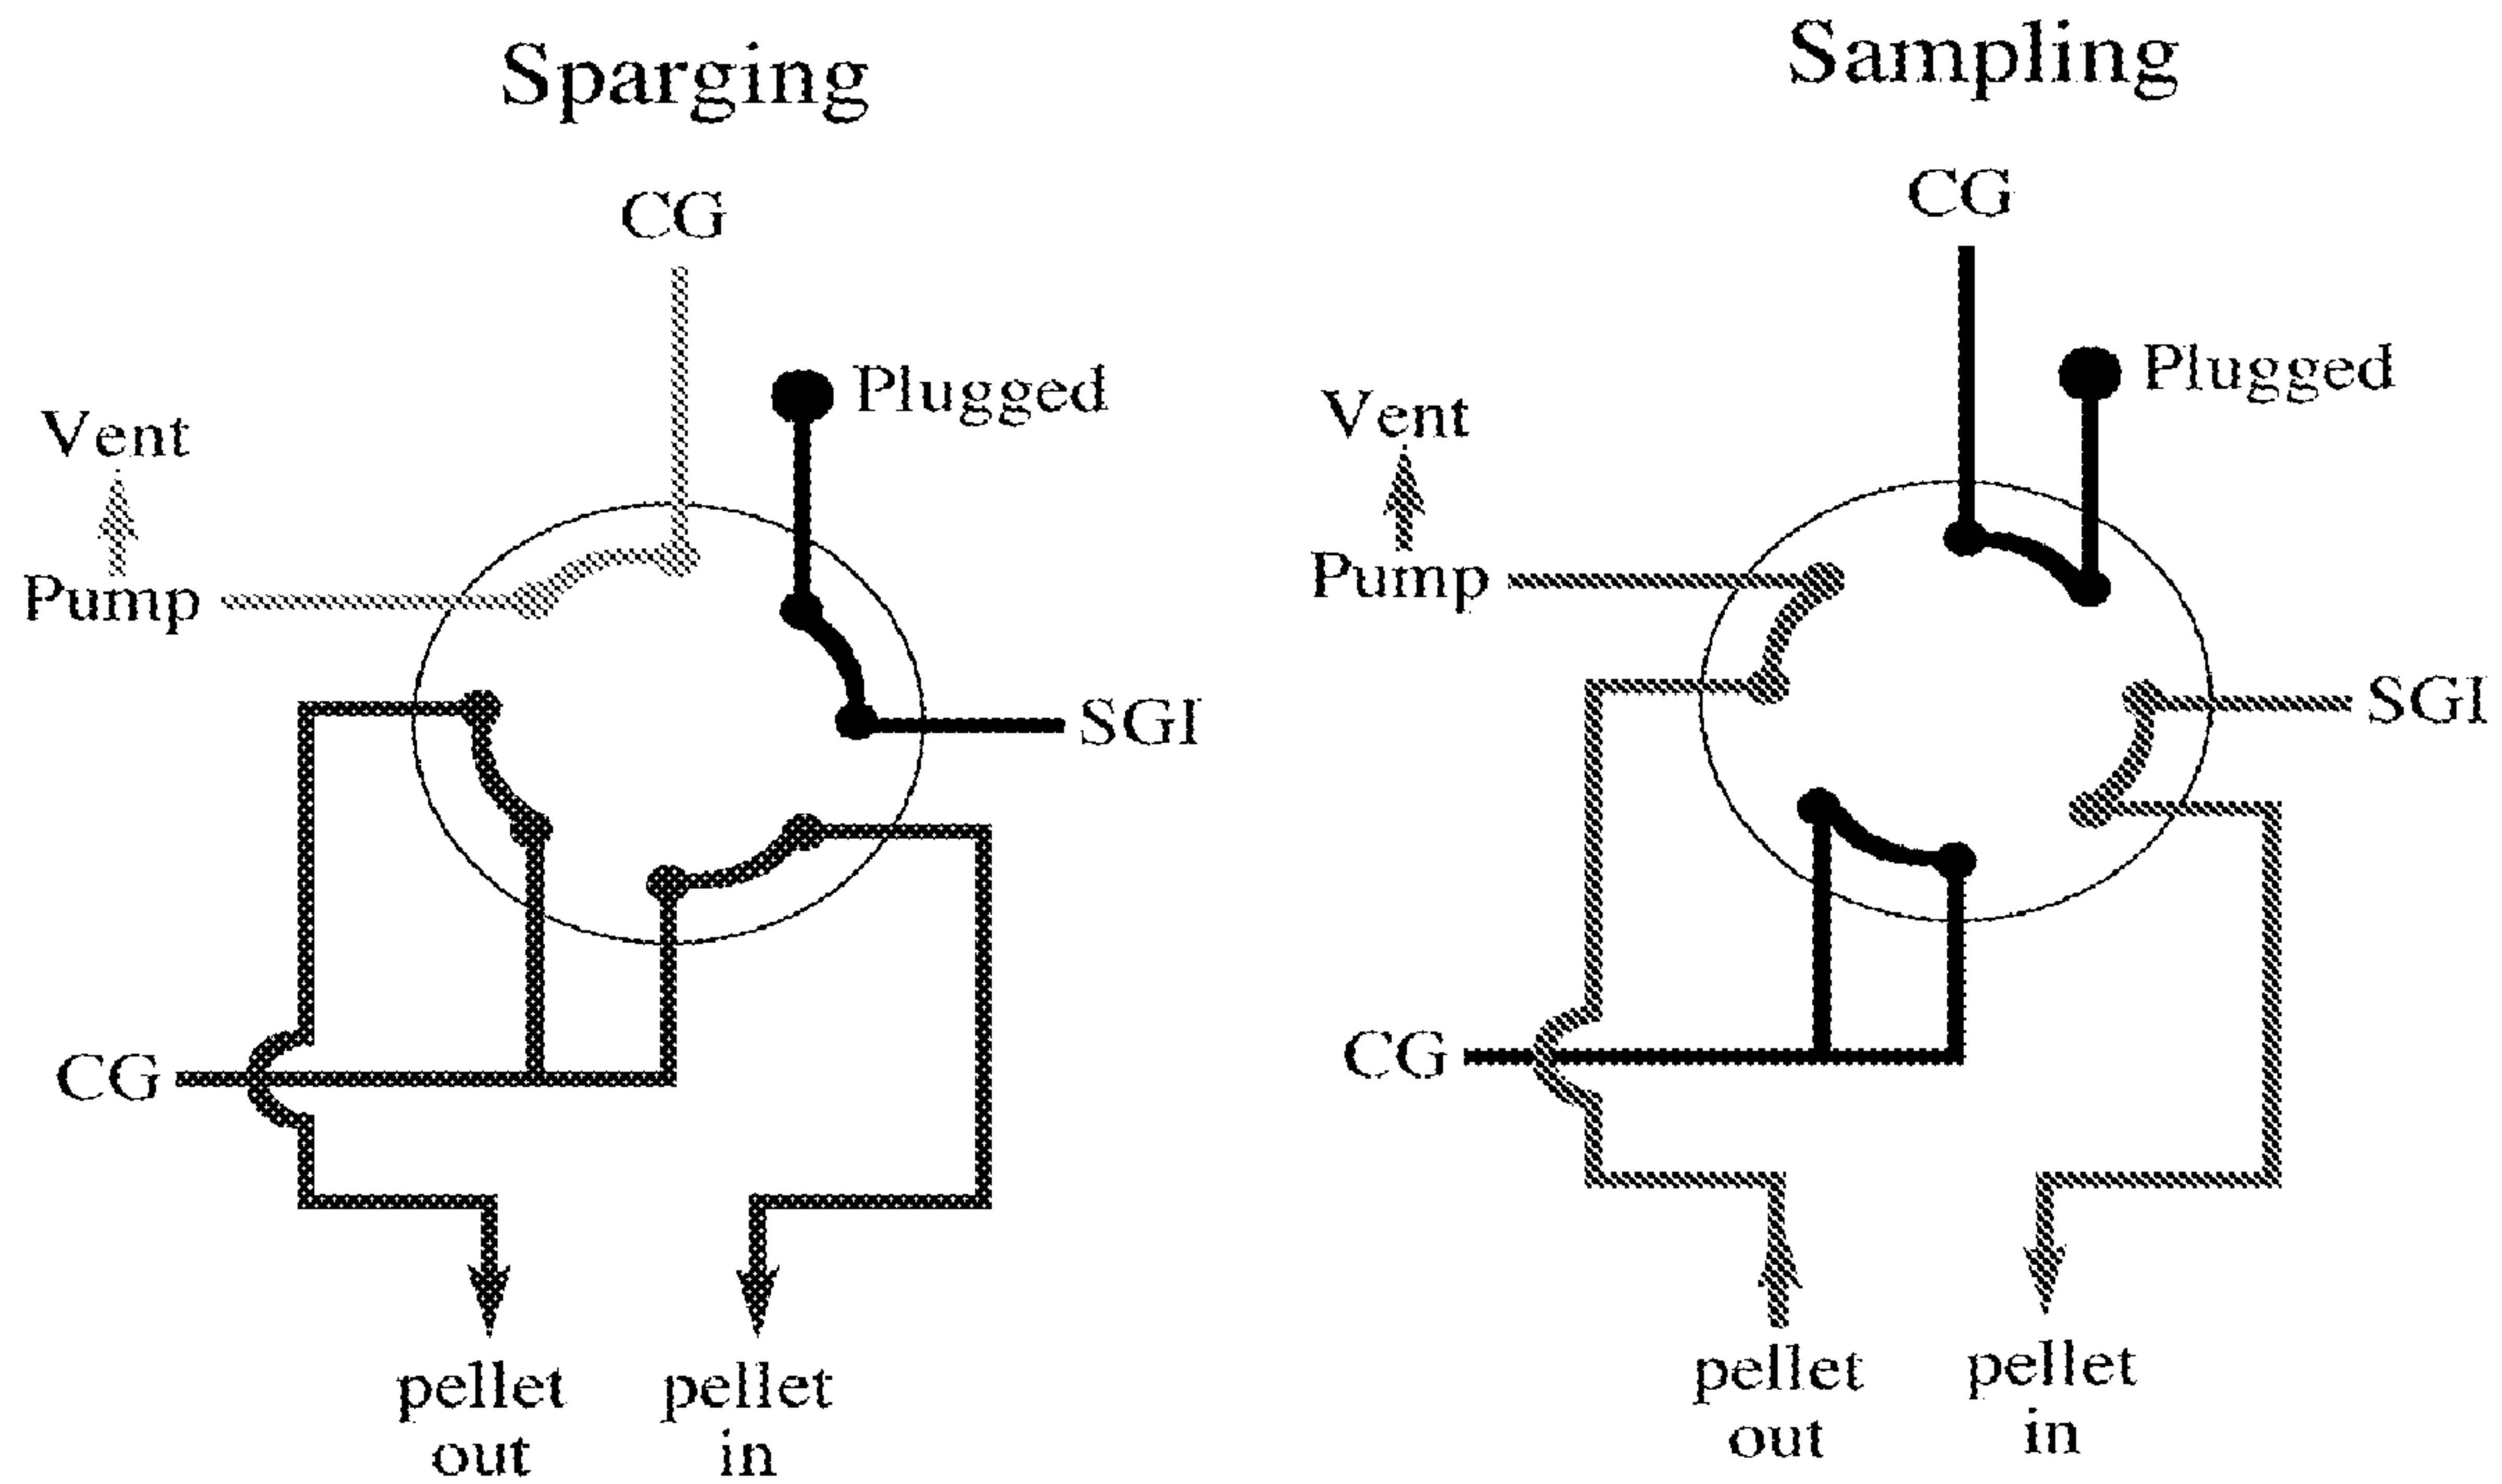 Sparging
CG
Plugged
Vent
Pump
SGI
CG
pellet
out
pellet
in
Sampling
CG
Plugged
Vent
Pump
SGI
CG
pellet
out
pellet
in